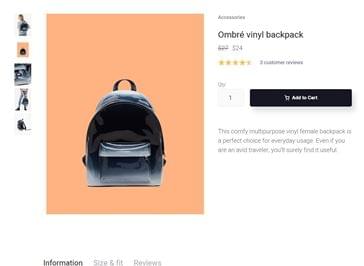 Accessories
Ombré vinyl backpack
$27 $24
3 customer reviews
Qty:
1
Add to Cart
This comfy multipurpose vinyl female backpack is
a perfect choice for everyday usage. Even if you
are an avid traveler, you'll surely find it useful.
Information Size & fit Reviews